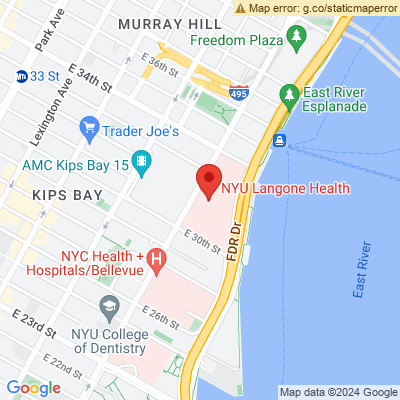 Map error: g.co/staticmaperror
MURRAY HILL
Freedom Plaza
Park Ave
E 36th St
33 St
E 34th St
495
East River
Esplanade
Lexington Ave
Trader Joe's
AMC Kips Bay 15
KIPS BAY
NYU Langone Health
FDR Dr
E 30th St
NYC Health +
Hospitals/Bellevue
H
East River
E 26th St
E 23rd St
NYU College
of Dentistry
E 22nd St
Google
Map data ©2024 Google